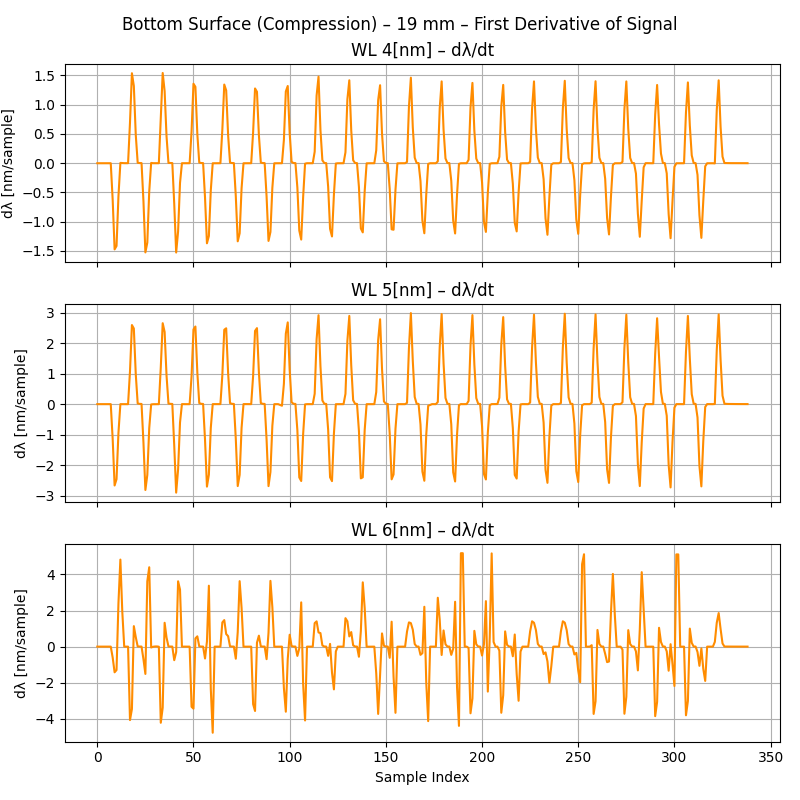 Bottom Surface (Compression) – 19 mm – First Derivative of Signal
WL 4[nm] – dλ/dt
1.5
1.0
0.5
0.0
−0.5
−1.0
−1.5
dλ [nm/sample]
WL 5[nm] – dλ/dt
3
2
1
0
−1
−2
−3
dλ [nm/sample]
WL 6[nm] – dλ/dt
4
2
0
−2
−4
dλ [nm/sample]
0 50 100 150 200 250 300 350
Sample Index